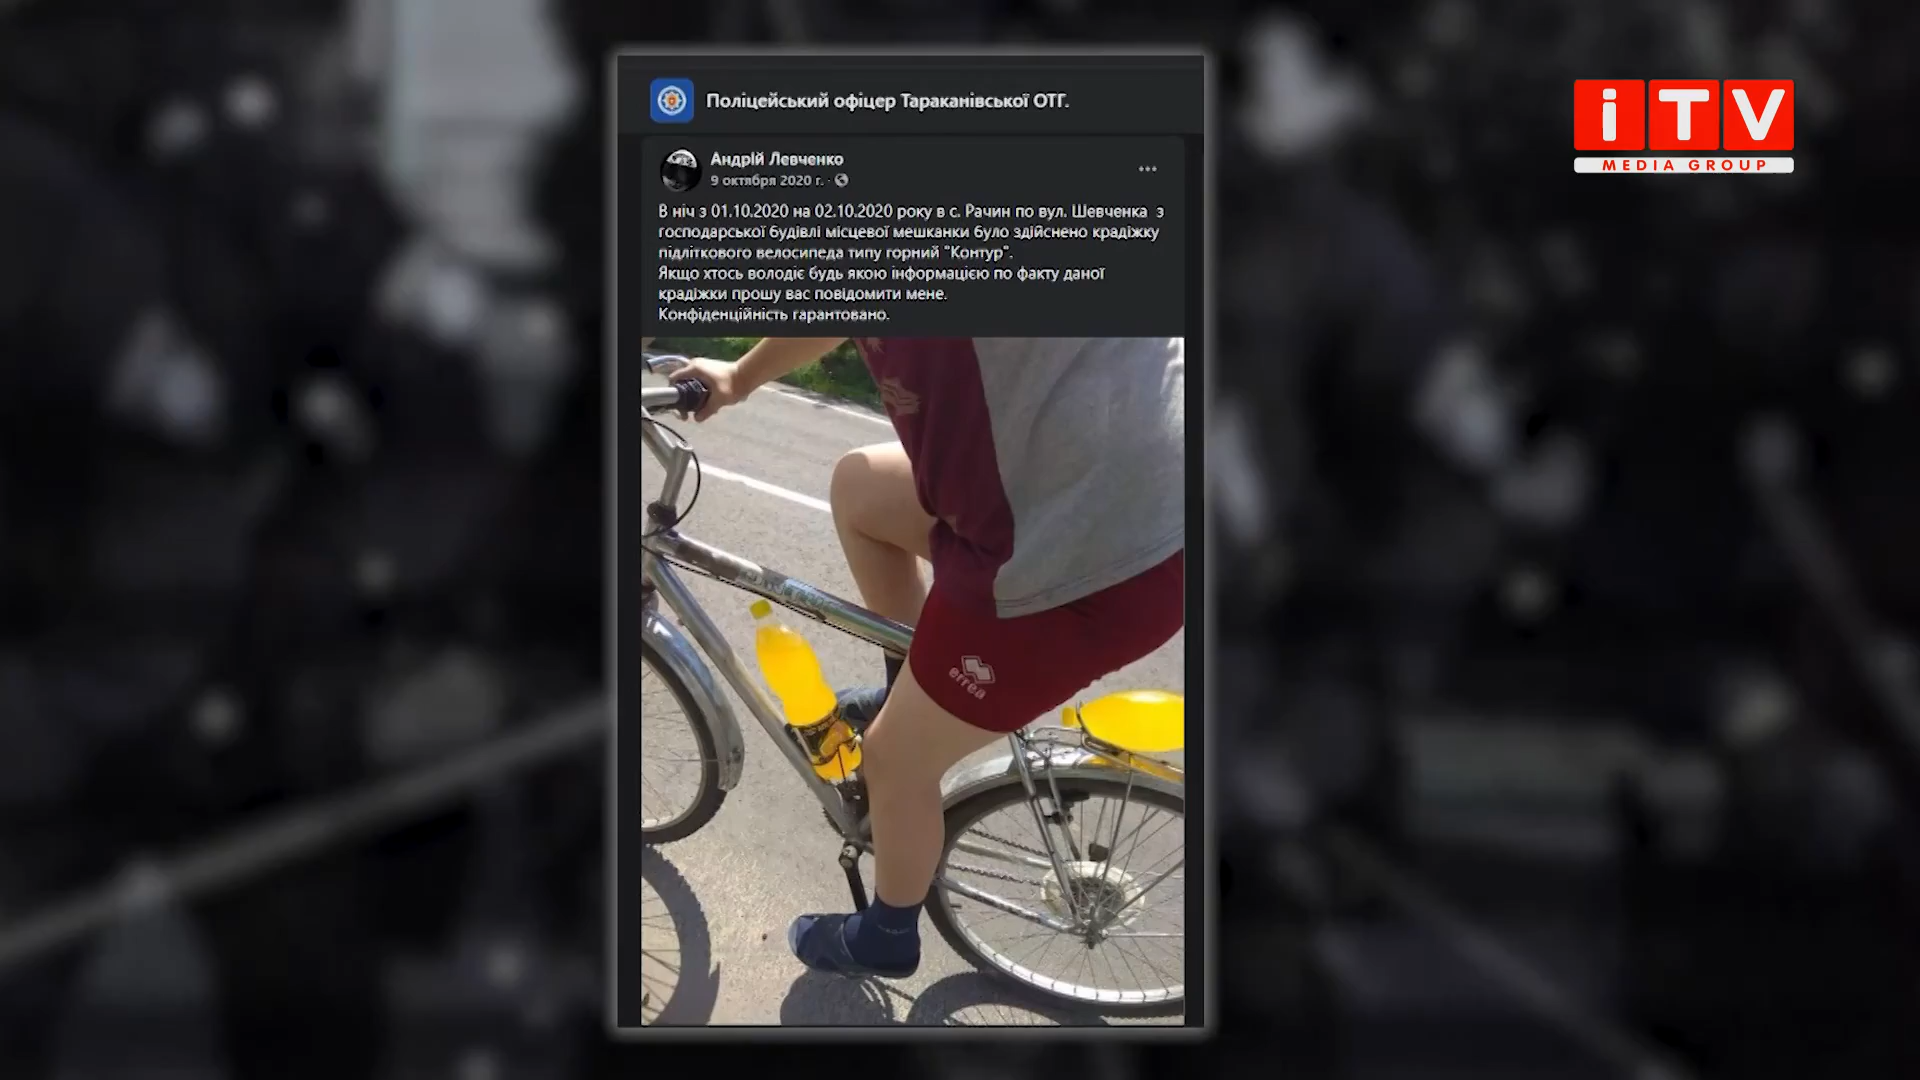 Поліцейський офіцер Тараканівської ОТГ.
iTV
MEDIA GROUP
Андрій Левченко
9 октября 2020 г. ·
В ніч з 01.10.2020 на 02.10.2020 року в с. Рачин по вул. Шевченка з
господарської будівлі місцевої мешканки було здійснено крадіжку
підліткового велосипеда типу горний "Контур".
Якщо хтось володіє будь якою інформацією по факту даної
крадіжки прошу вас повідомити мене.
Конфіденційність гарантовано.
errea